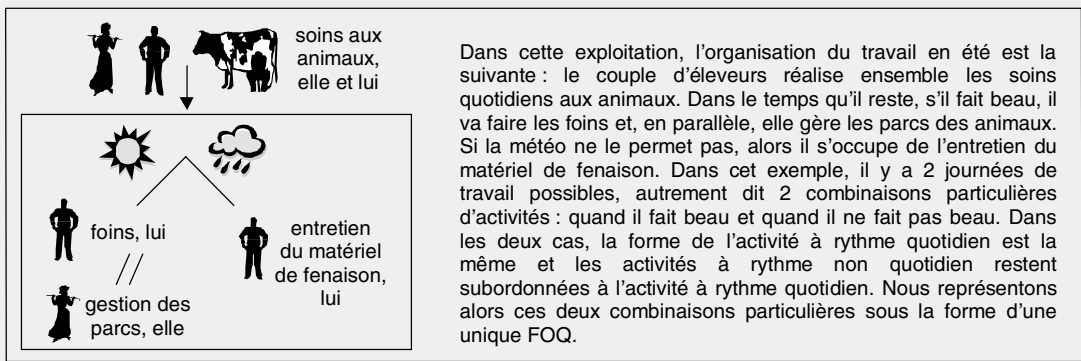 soins aux
animaux,
elle et lui
foins, lui
gestion des
parcs, elle
entretien
du matériel
de fenaison,
lui
Dans cette exploitation, l’organisation du travail en été est la
suivante : le couple d’éleveurs réalise ensemble les soins
quotidiens aux animaux. Dans le temps qu’il reste, s’il fait beau, il
va faire les foins et, en parallèle, elle gère les parcs des animaux.
Si la météo ne le permet pas, alors il s’occupe de l’entretien du
matériel de fenaison. Dans cet exemple, il y a 2 journées de
travail possibles, autrement dit 2 combinaisons particulières
d’activités : quand il fait beau et quand il ne fait pas beau. Dans
les deux cas, la forme de l’activité à rythme quotidien est la
même et les activités à rythme non quotidien restent
subordonnées à l’activité à rythme quotidien. Nous représentons
alors ces deux combinaisons particulières sous la forme d’une
unique FOQ.